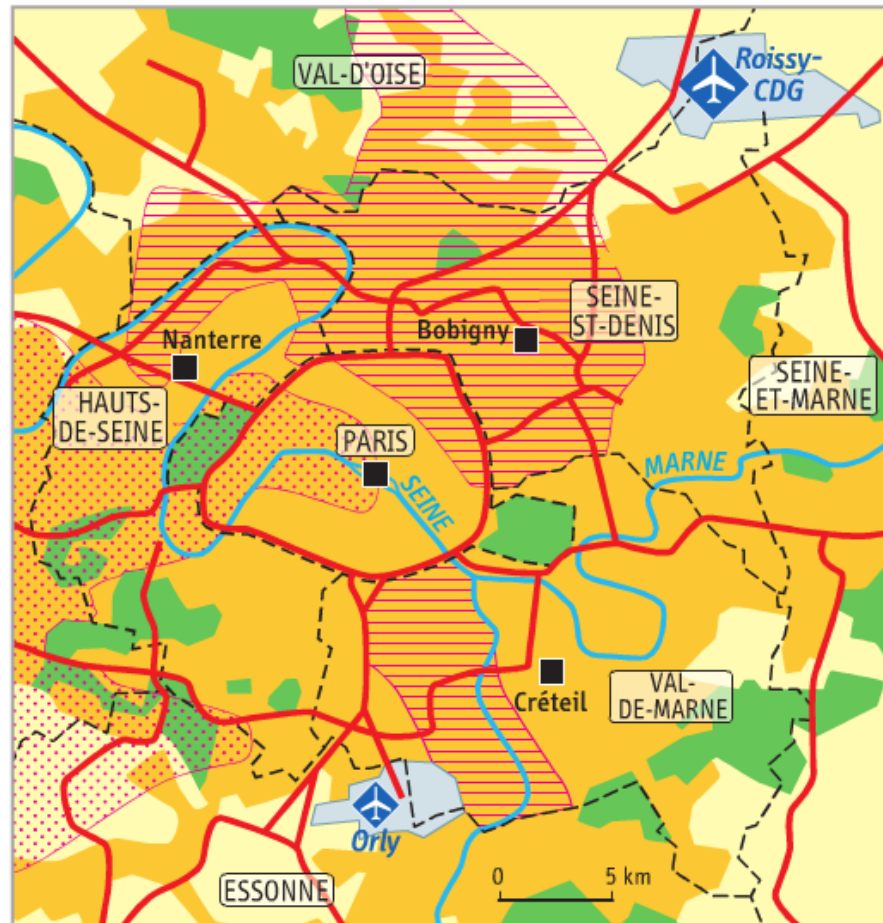 VAL-D'OISE
Roissy-
CDG
SEINE-
ST-DENIS
Bobigny
Nanterre
SEINE-
ET-MARNE
HAUTS-
DE-SEINE
PARIS
SEINE
MARNE
Créteil
VAL-
DE-MARNE
Orly
ESSONNE
0 5 km